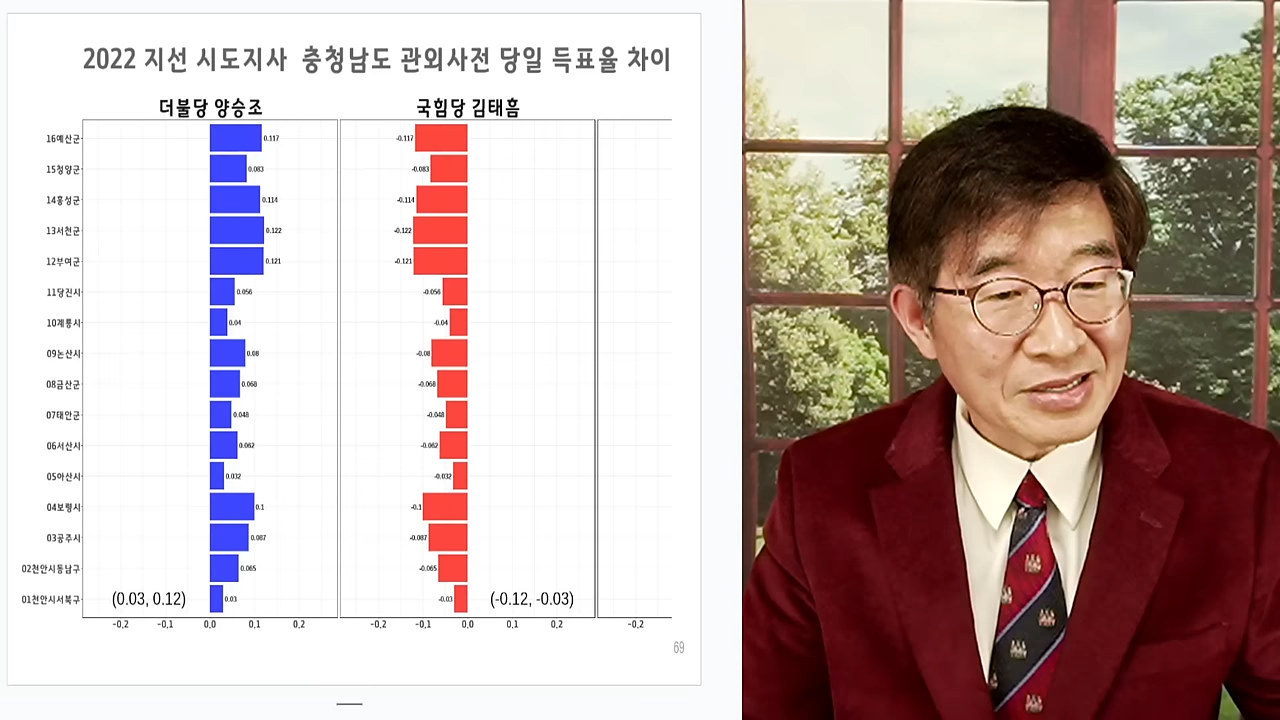 2022 지선 시도지사 충청남도 관외사전 당일 득표율 차이
더불당 양승조
국힘당 김태흠
16예산군 0.117 -0.117
15청양군 0.083 -0.083
14홍성군 0.114 -0.114
13서천군 0.122 -0.122
12부여군 0.121 -0.121
11당진시 0.056 -0.056
10계룡시 0.04 -0.04
09논산시 0.08 -0.08
08금산군 0.068 -0.068
07태안군 0.048 -0.048
06서산시 0.062 -0.062
05아산시 0.032 -0.032
04보령시 0.1 -0.1
03공주시 0.087 -0.087
02천안시동남구 0.065 -0.065
01천안시서북구 (0.03, 0.12) 0.03 -0.03 (-0.12, -0.03)
-0,2 -0,1 0,0 0,1 0,2 -0,2 -0,1 0,0 0,1 0,2 -0,2
69